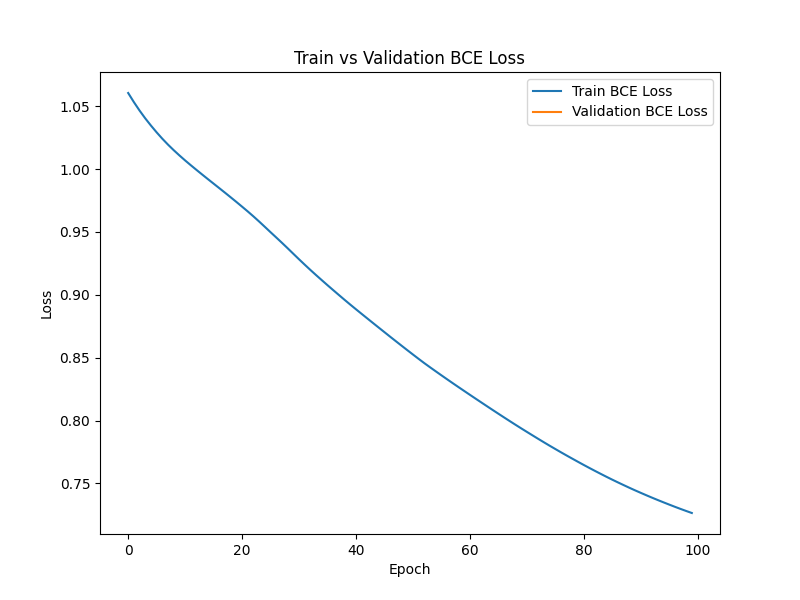 Train vs Validation BCE Loss
Train BCE Loss
Validation BCE Loss
1.05
1.00
0.95
0.90
0.85
0.80
0.75
Loss
0 20 40 60 80 100
Epoch